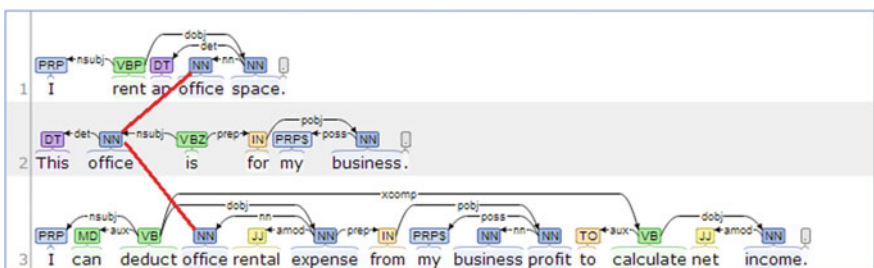 dobj
det
PRP nsubj VBP DT NN nn NN .
1 I rent an office space.
pobj
DT det NN nsubj VBZ prep IN PRP$ poss NN .
2 This office is for my business.
xcomp
dobj pobj
nsubj nn poss dobj
PRP MD aux VB NN JJ amod NN prep IN PRP$ NN nn NN TO aux VB JJ amod NN .
3 I can deduct office rental expense from my business profit to calculate net income.